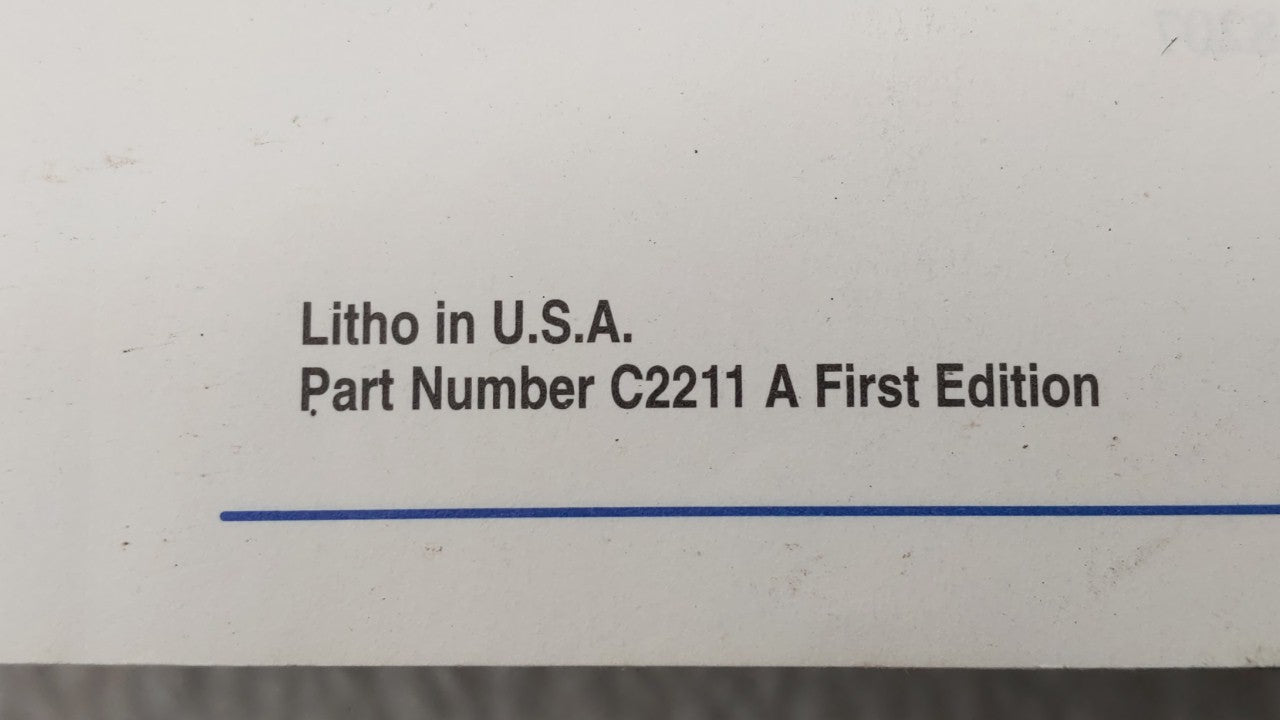 Litho in U.S.A.
Part Number C2211 A First Edition